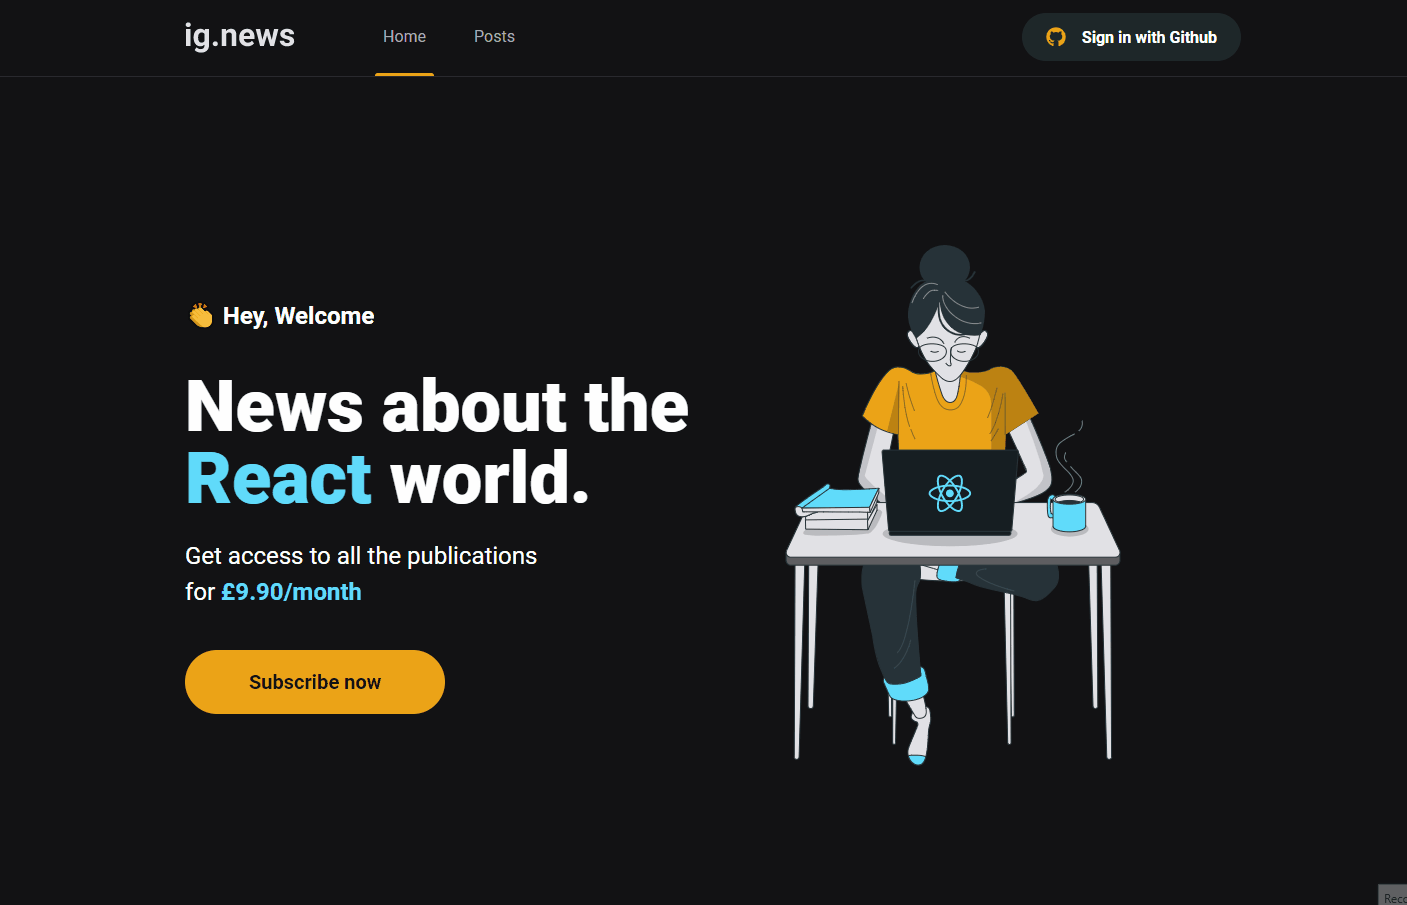 ig.news
Home
Posts
Sign in with Github
👏 Hey, Welcome
News about the
React world.
Get access to all the publications
for £9.90/month
Subscribe now